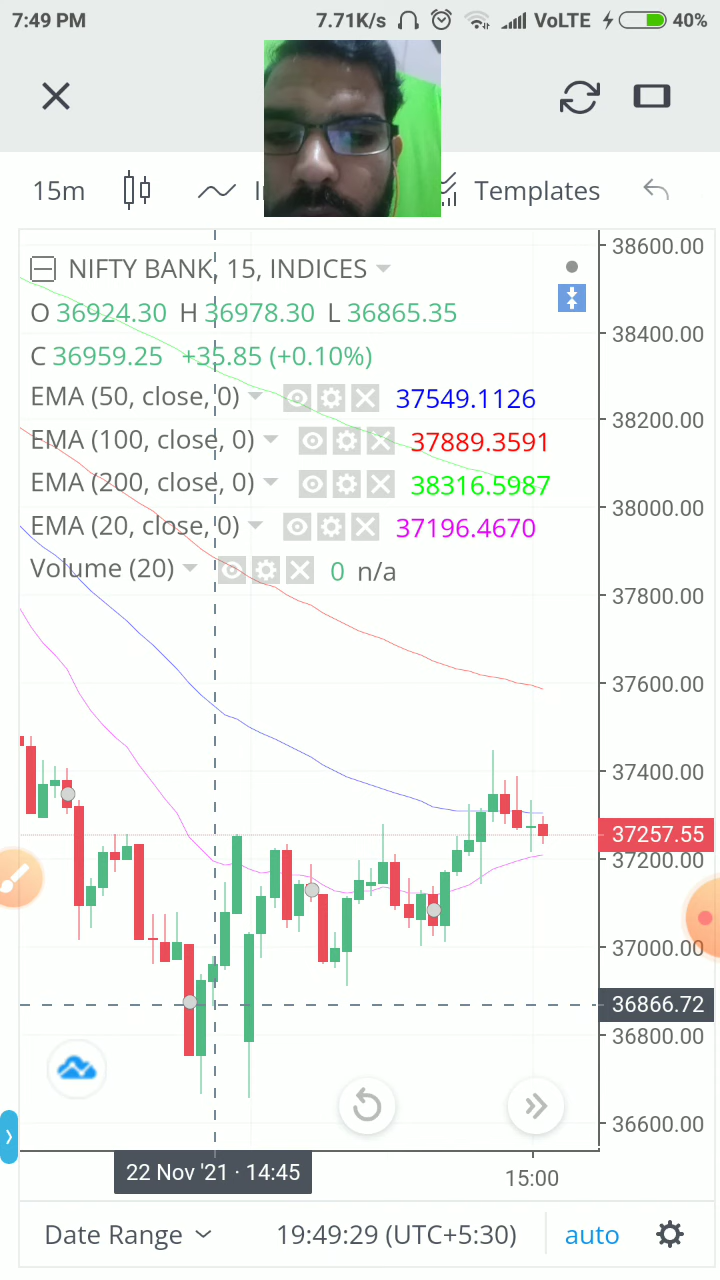 7:49 PM 7.71K/s VoLTE 40%
15m Templates
NIFTY BANK, 15, INDICES
O 36924.30 H 36978.30 L 36865.35
C 36959.25 +35.85 (+0.10%)
EMA (50, close, 0) 37549.1126
EMA (100, close, 0) 37889.3591
EMA (200, close, 0) 38316.5987
EMA (20, close, 0) 37196.4670
Volume (20) 0 n/a
38600.00
38400.00
38200.00
38000.00
37800.00
37600.00
37400.00
37257.55
37200.00
37000.00
36866.72
36800.00
36600.00
22 Nov '21 · 14:45
15:00
Date Range 19:49:29 (UTC+5:30) auto